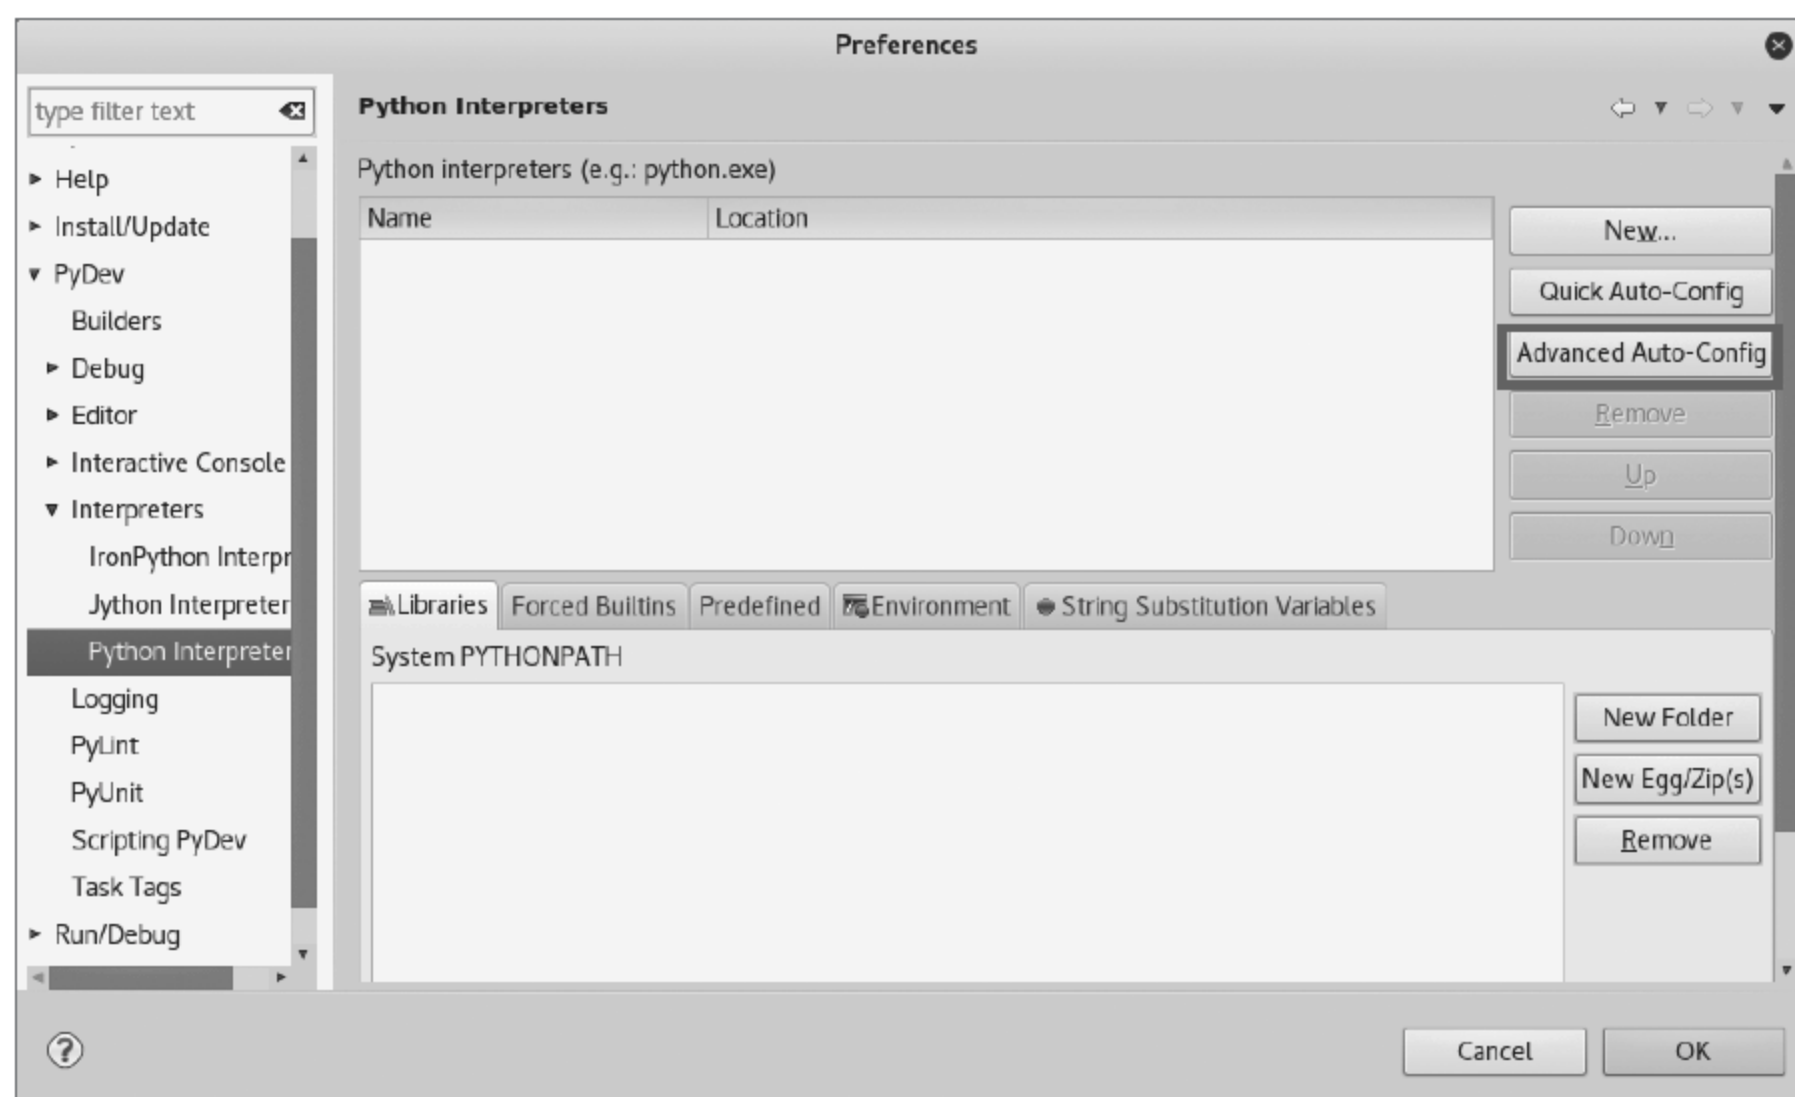 Preferences
type filter text
Help
Install/Update
PyDev
Builders
Debug
Editor
Interactive Console
Interpreters
IronPython Interpr
Jython Interpreter
Python Interpreter
Logging
PyLint
PyUnit
Scripting PyDev
Task Tags
Run/Debug
Python Interpreters
Python interpreters (e.g.: python.exe)
Name Location
New...
Quick Auto-Config
Advanced Auto-Config
Remove
Up
Down
Libraries Forced Builtins Predefined Environment String Substitution Variables
System PYTHONPATH
New Folder
New Egg/Zip(s)
Remove
Cancel OK